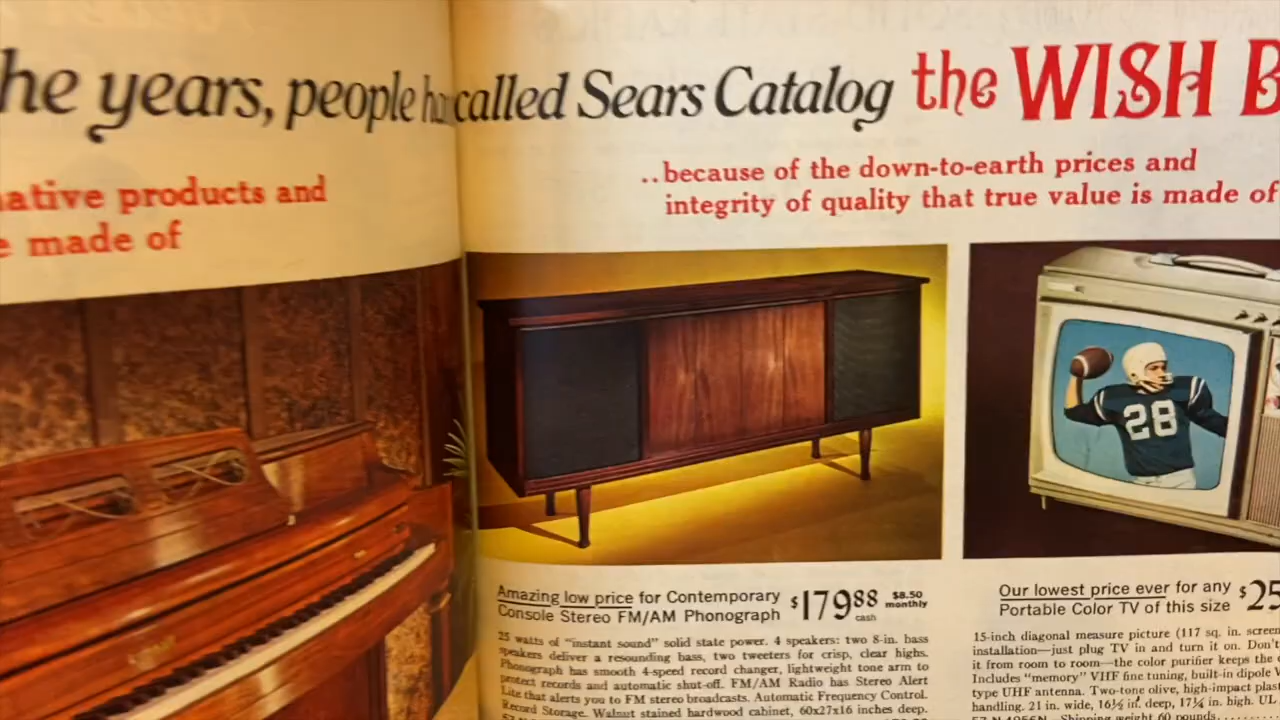 he years, people called Sears Catalog the WISH B
ative products and
e made of
..because of the down-to-earth prices and
integrity of quality that true value is made of
28
Amazing low price for Contemporary
Console Stereo FM/AM Phonograph
$179 88 cash
$8.50 monthly
25 watts of "instant sound" solid state power. 4 speakers: two 8-in. bass
speakers deliver a resounding bass, two tweeters for crisp, clear highs.
Phonograph has smooth 4-speed record changer, lightweight tone arm to
protect records and automatic shut-off. FM/AM Radio has Stereo Alert
Lite that alerts you to FM stereo broadcasts. Automatic Frequency Control.
Record Storage. Walnut stained hardwood cabinet, 60x27x16 inches deep.
Our lowest price ever for any
Portable Color TV of this size
$25
15-inch diagonal measure picture (117 sq. in. screen
installation—just plug TV in and turn it on. Don't
it from room to room—the color purifier keeps the
Includes "memory" VHF fine tuning, built-in dipole V
type UHF antenna. Two-tone olive, high-impact plas
handling. 21 in. wide, 16½ in. deep, 17¼ in. high. UL
Shipping weight 60 pounds